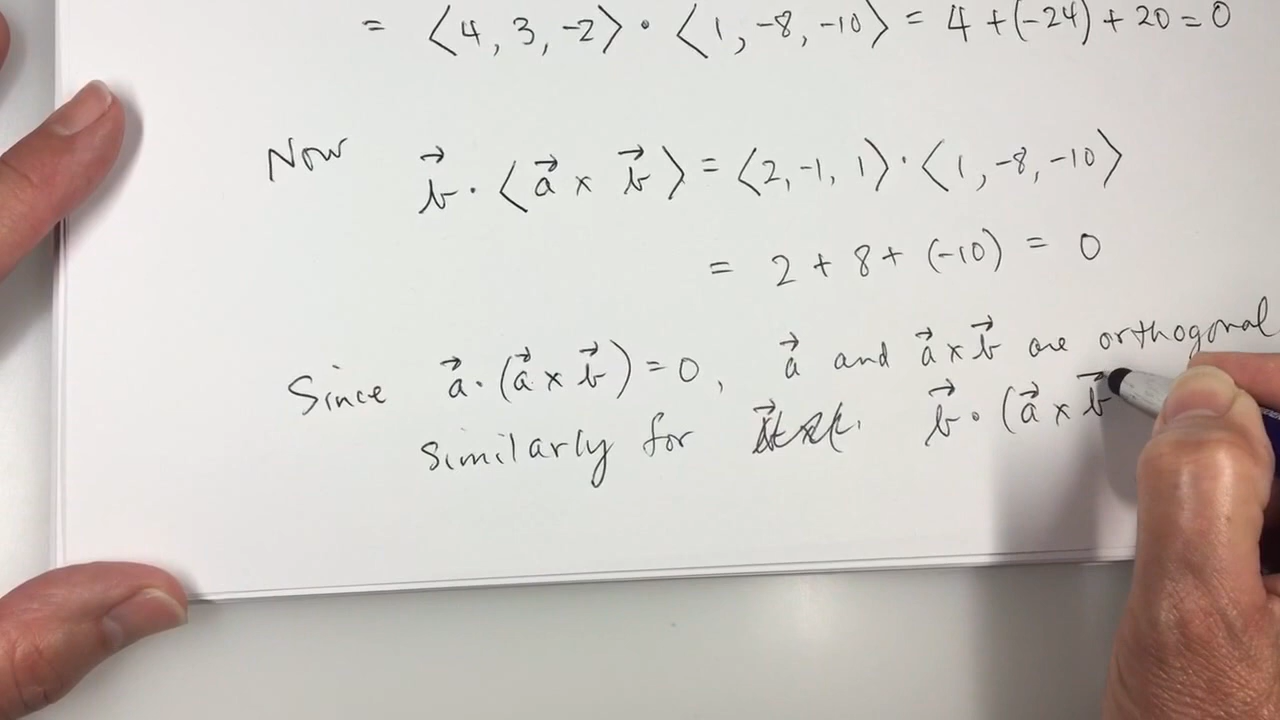 = ⟨4, 3, -2⟩ · ⟨1, -8, -10⟩ = 4 + (-24) + 20 = 0
Now b⃗ · ⟨a⃗ × b⃗⟩ = ⟨2, -1, 1⟩ · ⟨1, -8, -10⟩
= 2 + 8 + (-10) = 0
Since a⃗ · (a⃗ × b⃗) = 0, a⃗ and a⃗ × b⃗ are orthogonal
similarly for b⃗ · (a⃗ × b⃗